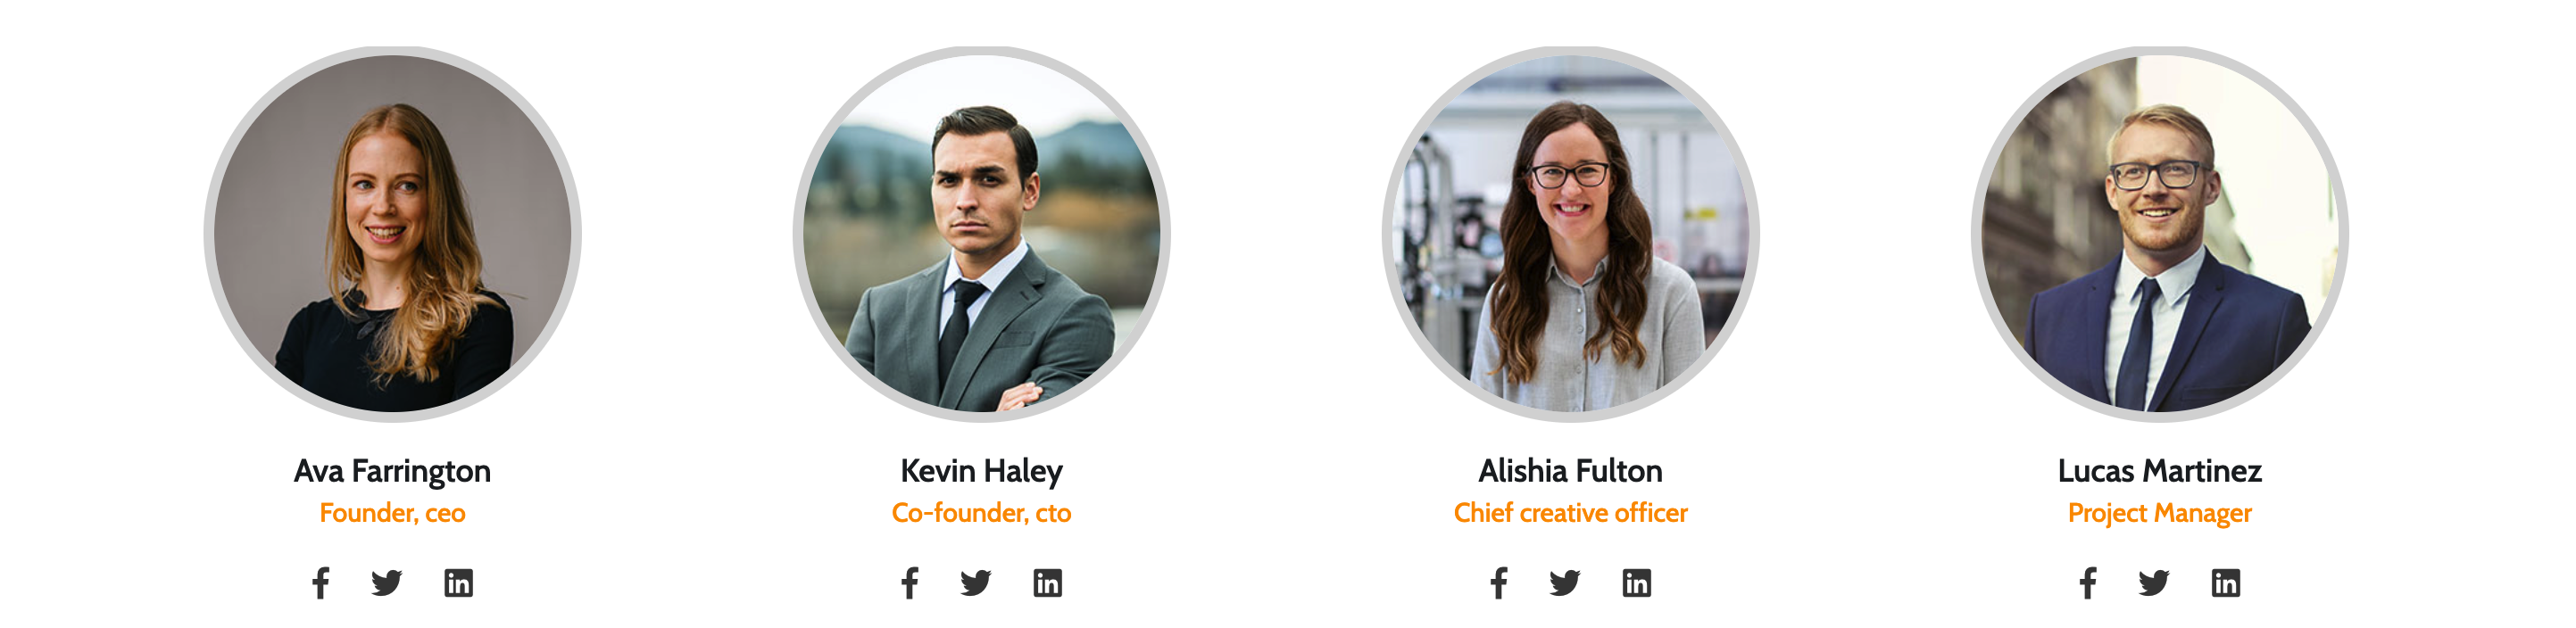 Ava Farrington
Founder, ceo
Kevin Haley
Co-founder, cto
Alishia Fulton
Chief creative officer
Lucas Martinez
Project Manager